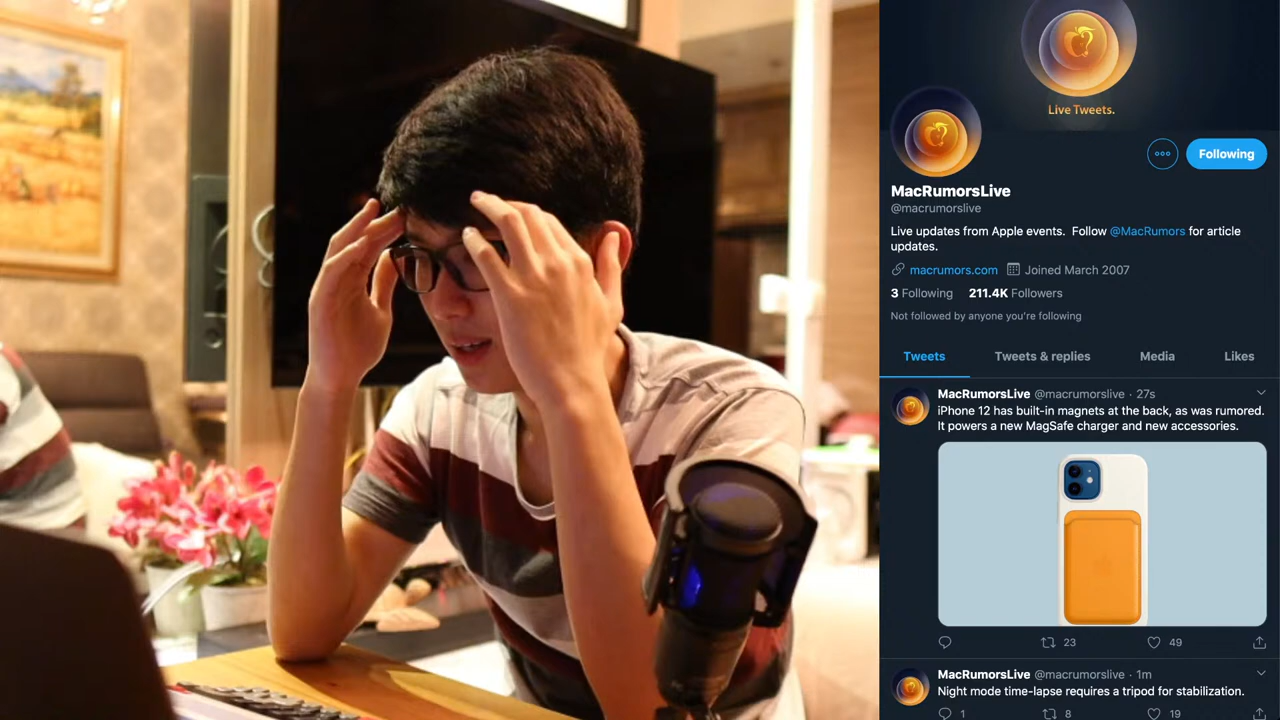 Live Tweets.
Following
MacRumorsLive
@macrumorslive
Live updates from Apple events. Follow @MacRumors for article
updates.
macrumors.com Joined March 2007
3 Following 211.4K Followers
Not followed by anyone you're following
Tweets Tweets & replies Media Likes
MacRumorsLive @macrumorslive · 27s
iPhone 12 has built-in magnets at the back, as was rumored.
It powers a new MagSafe charger and new accessories.
23 49
MacRumorsLive @macrumorslive · 1m
Night mode time-lapse requires a tripod for stabilization.
1 8 19